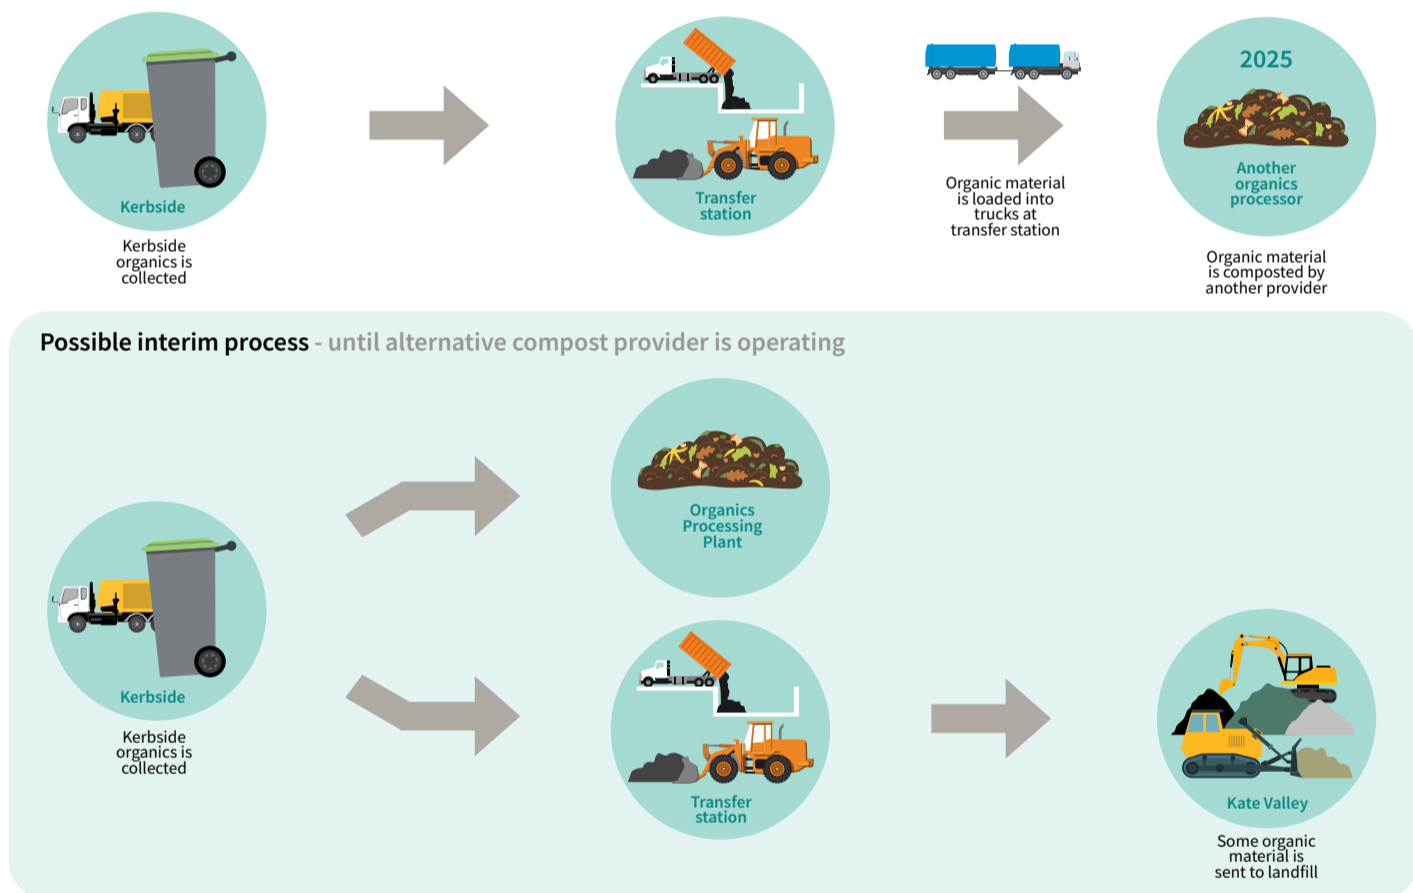 Kerbside
Kerbside
organics is
collected
Transfer
station
Organic material
is loaded into
trucks at
transfer station
2025
Another
organics
processor
Organic material
is composted by
another provider
Possible interim process - until alternative compost provider is operating
Kerbside
Kerbside
organics is
collected
Organics
Processing
Plant
Transfer
station
Kate Valley
Some organic
material is
sent to landfill